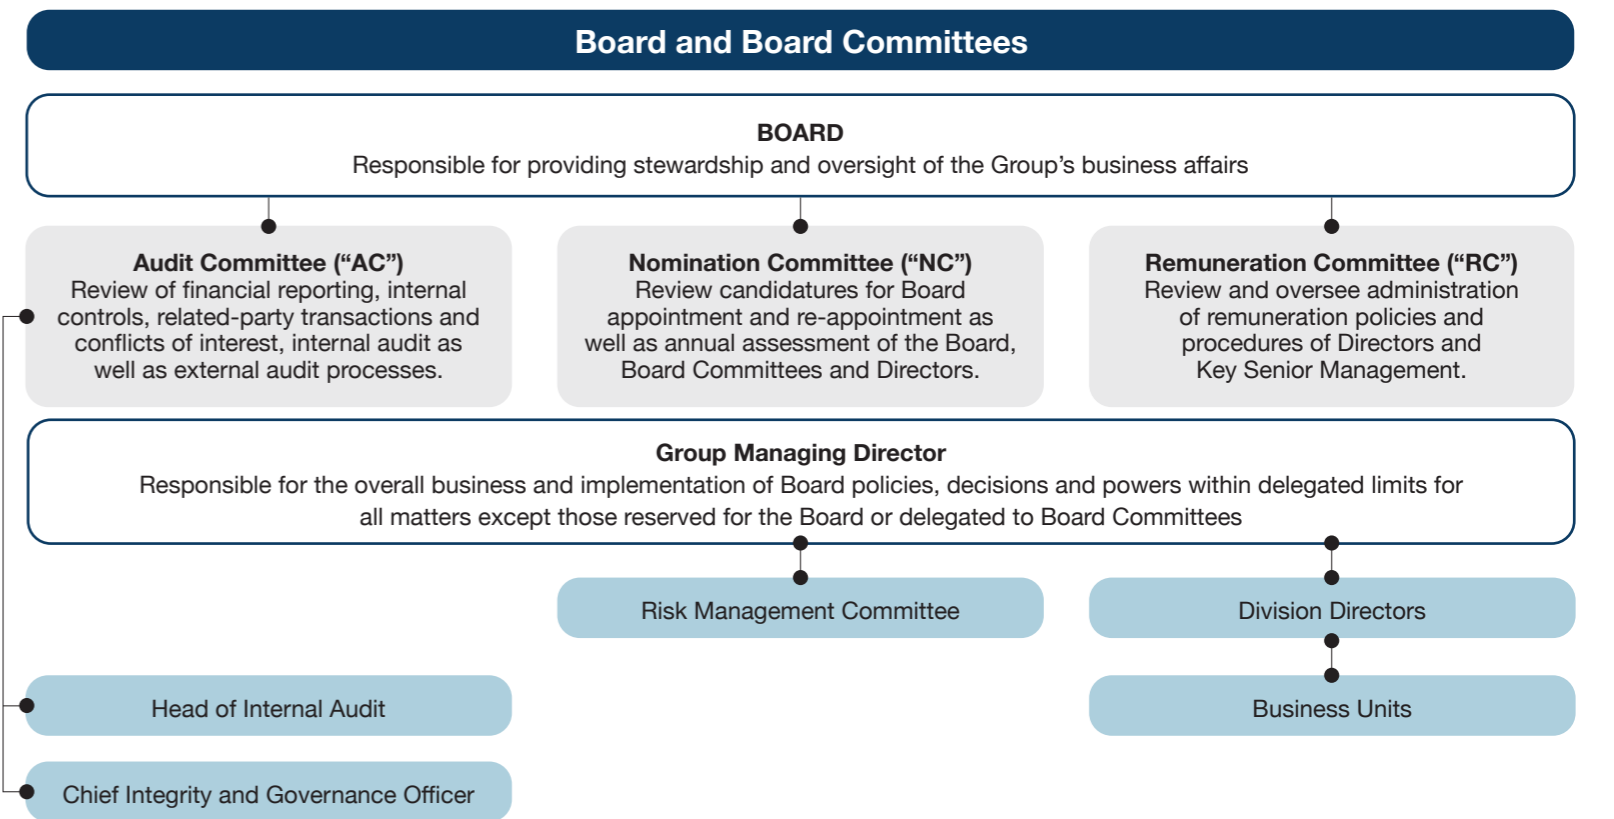 Board and Board Committees
BOARD
Responsible for providing stewardship and oversight of the Group’s business affairs
Audit Committee (“AC”)
Review of financial reporting, internal
controls, related-party transactions and
conflicts of interest, internal audit as
well as external audit processes.
Nomination Committee (“NC”)
Review candidatures for Board
appointment and re-appointment as
well as annual assessment of the Board,
Board Committees and Directors.
Remuneration Committee (“RC”)
Review and oversee administration
of remuneration policies and
procedures of Directors and
Key Senior Management.
Group Managing Director
Responsible for the overall business and implementation of Board policies, decisions and powers within delegated limits for
all matters except those reserved for the Board or delegated to Board Committees
Risk Management Committee
Division Directors
Head of Internal Audit
Business Units
Chief Integrity and Governance Officer